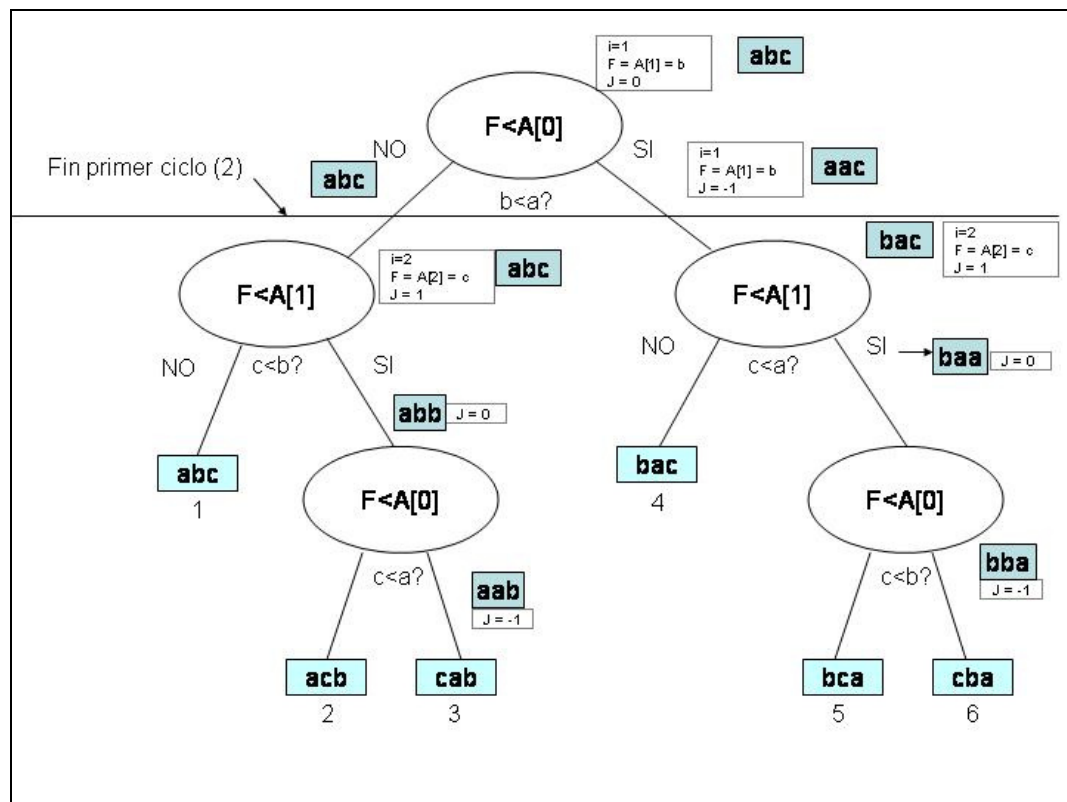 i=1
F = A[1] = b
J = 0
abc
F<A[0]
NO
SI
Fin primer ciclo (2)
abc
i=1
F = A[1] = b
J = -1
aac
b<a?
bac
i=2
F = A[2] = c
J = 1
F<A[1]
i=2
F = A[2] = c
J = 1
abc
F<A[1]
NO
c<b?
SI
NO
c<a?
SI
baa
J = 0
abb
J = 0
abc
1
bac
4
F<A[0]
F<A[0]
c<a?
aab
J = -1
c<b?
bba
J = -1
acb
2
cab
3
bca
5
cba
6